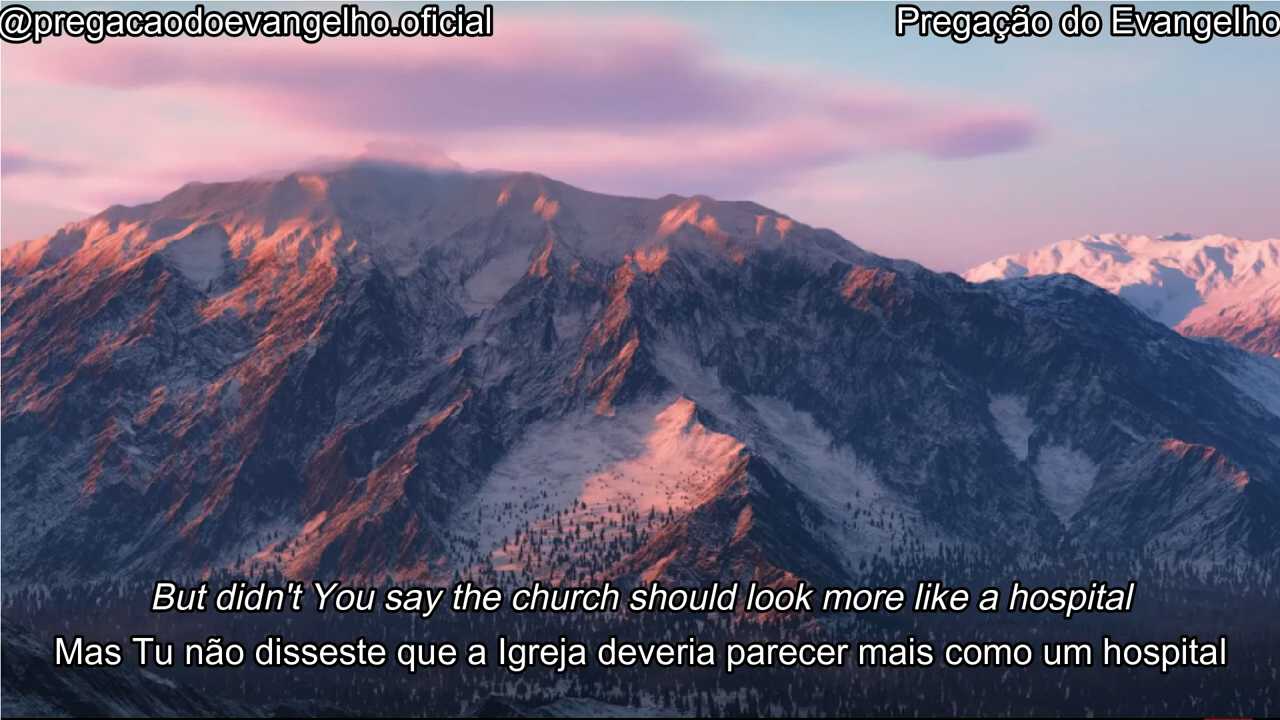 @pregacaodoevangelho.oficial
Pregação do Evangelho
But didn't You say the church should look more like a hospital
Mas Tu não disseste que a Igreja deveria parecer mais como um hospital